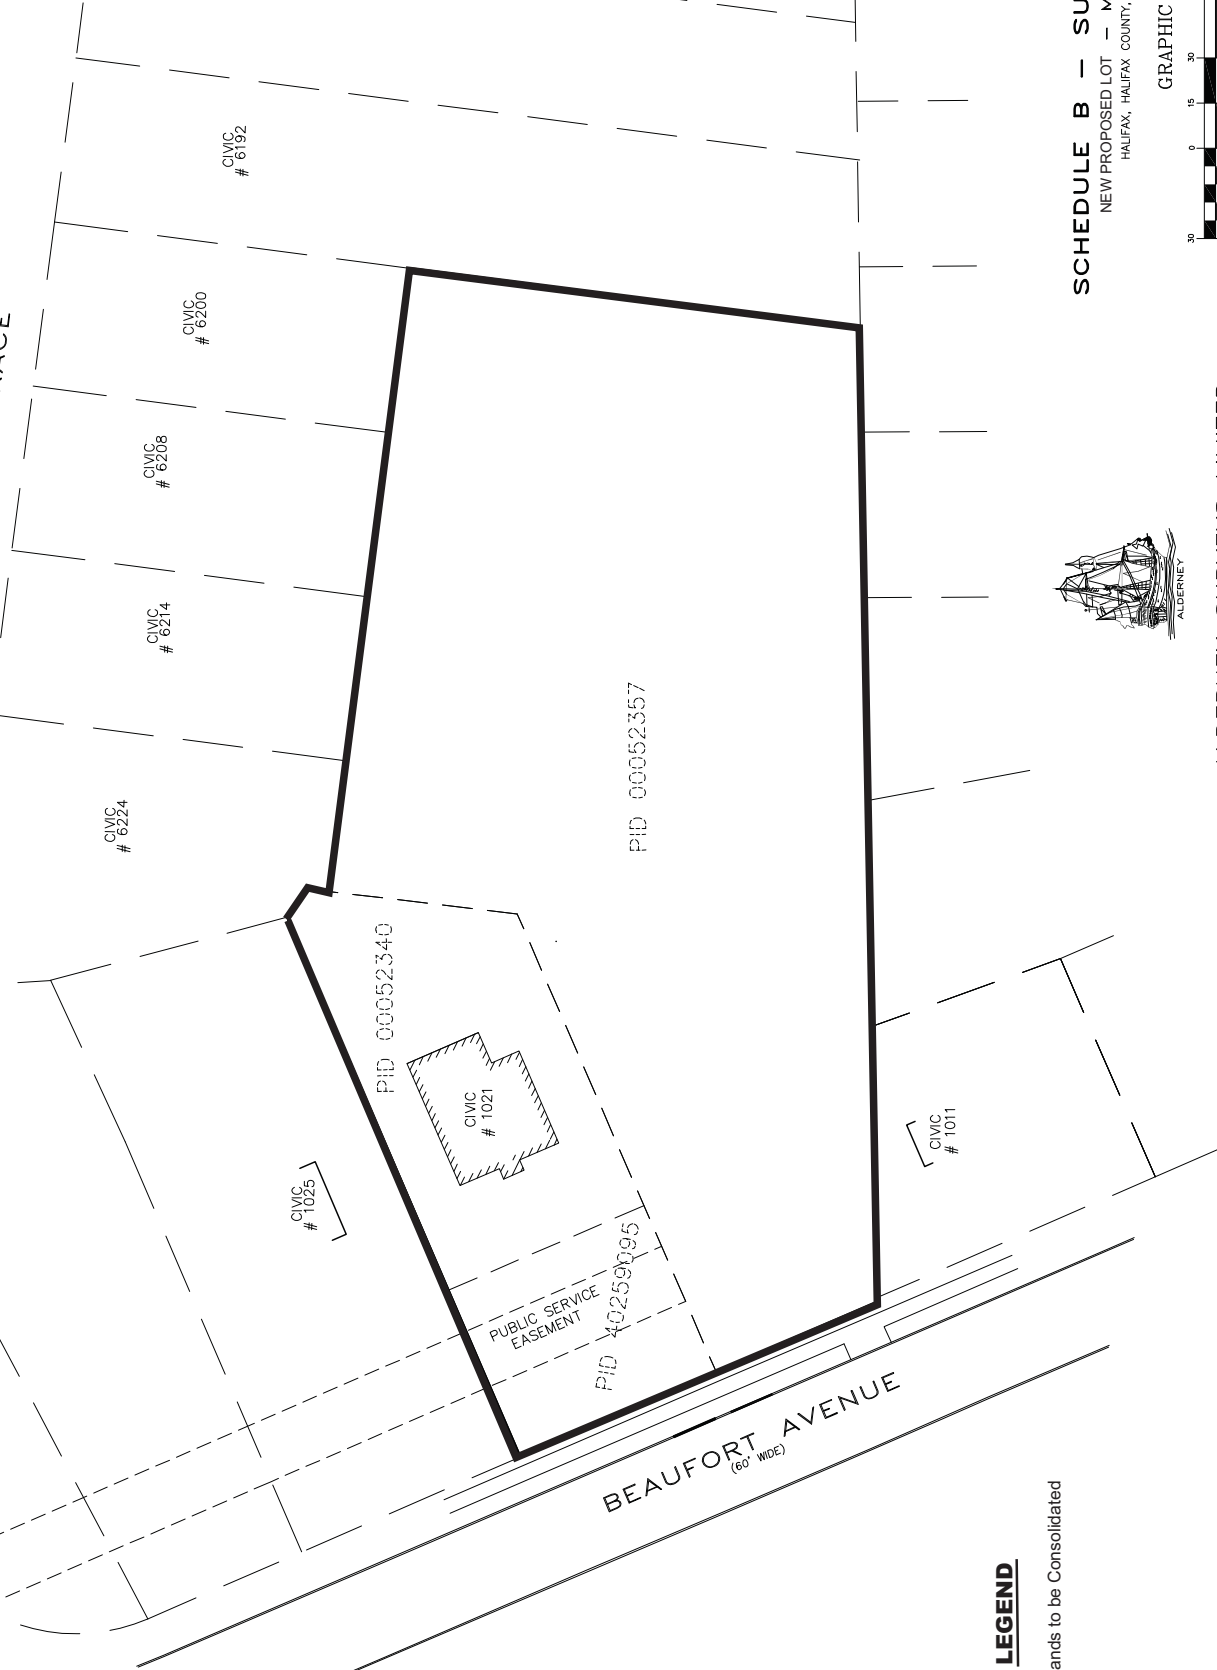 CIVIC
# 6192
CIVIC
# 6200
CIVIC
# 6208
CIVIC
# 6214
CIVIC
# 6224
PID 00052357
PID 00052340
CIVIC
# 1021
CIVIC
# 1025
PUBLIC SERVICE
EASEMENT
PID 40259095
CIVIC
# 1011
BEAUFORT AVENUE
(60' WIDE)
LEGEND
ands to be Consolidated
ALDERNEY
SCHEDULE B – SU
NEW PROPOSED LOT – M
HALIFAX, HALIFAX COUNTY,
GRAPHIC
30
0
15
30